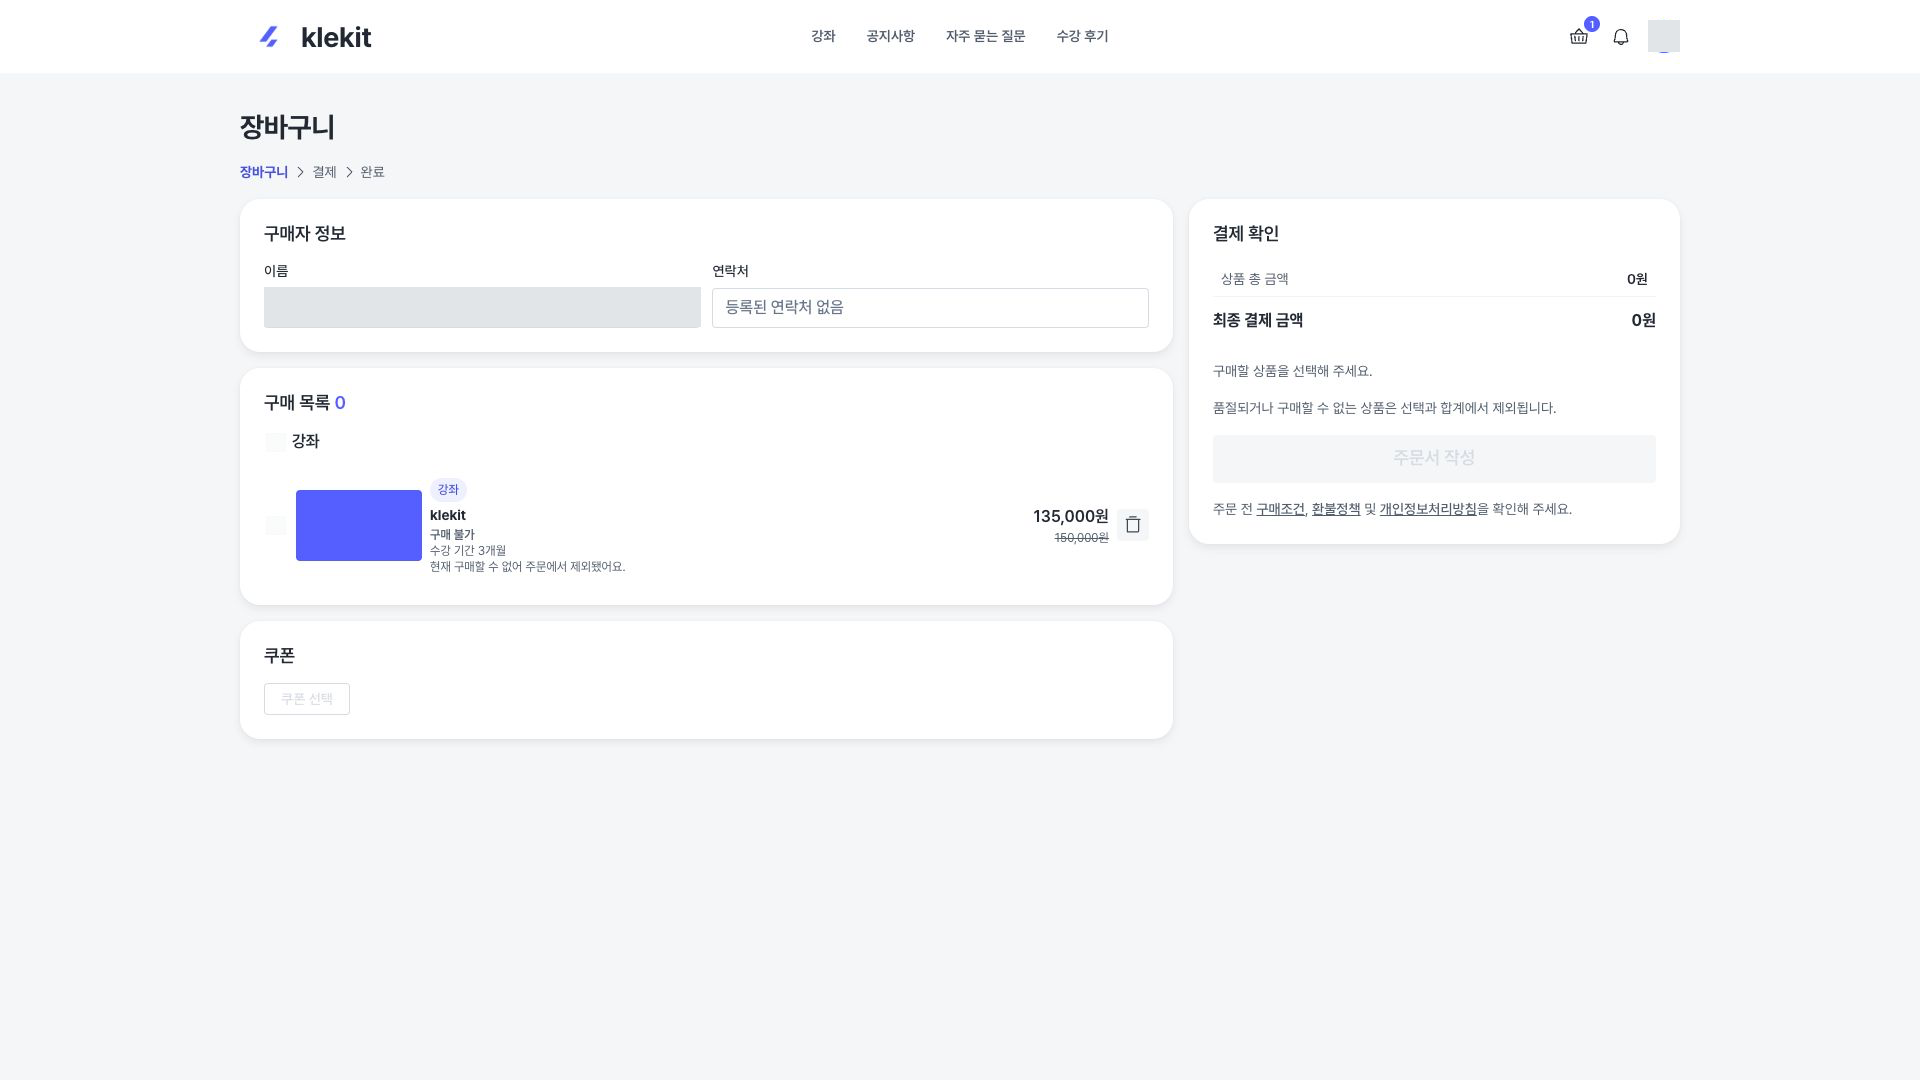 klekit
강좌
공지사항
자주 묻는 질문
수강 후기
1
장바구니
장바구니 > 결제 > 완료
구매자 정보
이름
연락처
등록된 연락처 없음
구매 목록 0
강좌
강좌
klekit
구매 불가
수강 기간 3개월
현재 구매할 수 없어 주문에서 제외됐어요.
135,000원
150,000원
쿠폰
쿠폰 선택
결제 확인
상품 총 금액 0원
최종 결제 금액 0원
구매할 상품을 선택해 주세요.
품절되거나 구매할 수 없는 상품은 선택과 합계에서 제외됩니다.
주문서 작성
주문 전 구매조건, 환불정책 및 개인정보처리방침을 확인해 주세요.